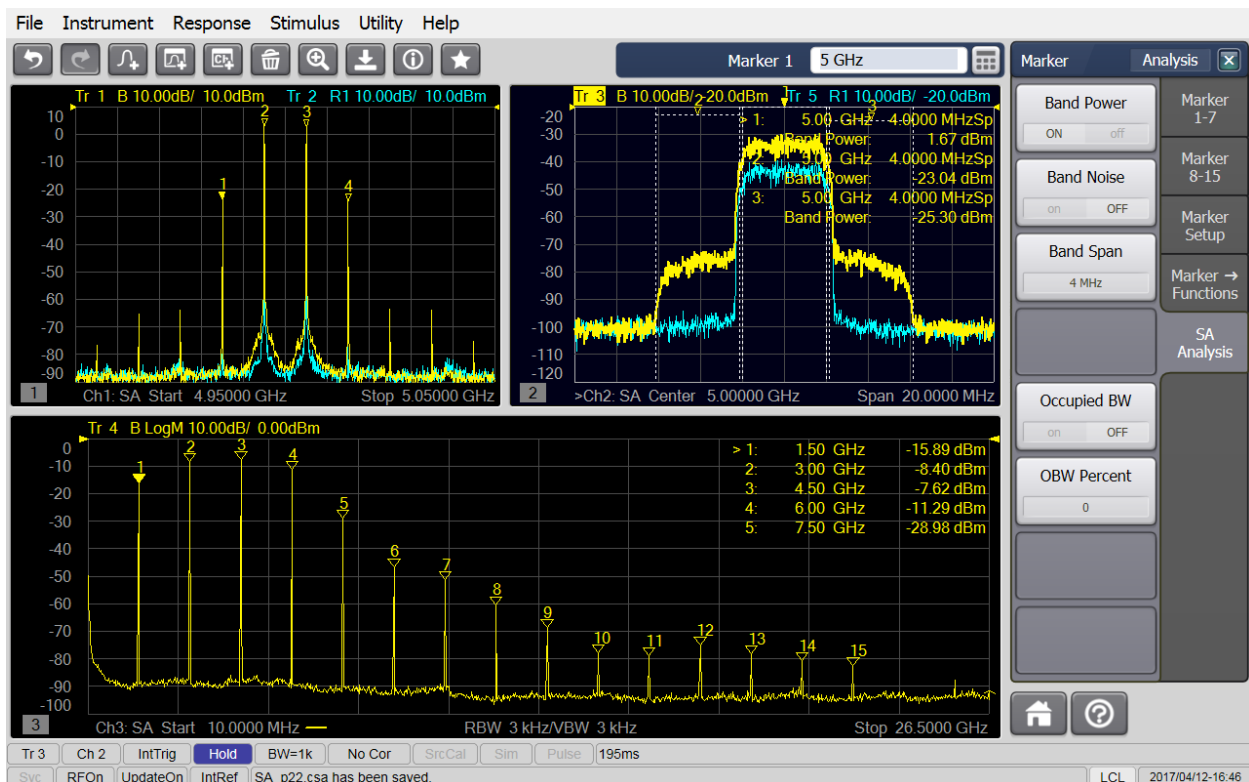 File Instrument Response Stimulus Utility Help
Marker 1 5 GHz
Tr 1 B 10.00dB/ 10.0dBm Tr 2 R1 10.00dB/ 10.0dBm
10
0
-10
-20
-30
-40
-50
-60
-70
-80
-90
1
2
3
4
1 Ch1: SA Start 4.95000 GHz Stop 5.05000 GHz
Tr 3 B 10.00dB/ -20.0dBm Tr 5 R1 10.00dB/ -20.0dBm
-20
-30
-40
-50
-60
-70
-80
-90
-100
-110
-120
2
1
3
> 1: 5.00 GHz 4.0000 MHzSp
Band Power: 1.67 dBm
2: 5.00 GHz 4.0000 MHzSp
Band Power: -23.04 dBm
3: 5.00 GHz 4.0000 MHzSp
Band Power: -25.30 dBm
2 >Ch2: SA Center 5.00000 GHz Span 20.0000 MHz
Tr 4 B LogM 10.00dB/ 0.00dBm
0
-10
-20
-30
-40
-50
-60
-70
-80
-90
-100
1
2
3
4
5
6
7
8
9
10
11
12
13
14
15
> 1: 1.50 GHz -15.89 dBm
2: 3.00 GHz -8.40 dBm
3: 4.50 GHz -7.62 dBm
4: 6.00 GHz -11.29 dBm
5: 7.50 GHz -28.98 dBm
3 Ch3: SA Start 10.0000 MHz RBW 3 kHz/VBW 3 kHz Stop 26.5000 GHz
Marker Analysis
Band Power
ON off
Band Noise
on OFF
Band Span
4 MHz
Occupied BW
on OFF
OBW Percent
0
Marker
1-7
Marker
8-15
Marker
Setup
Marker →
Functions
SA
Analysis
Tr 3 Ch 2 IntTrig Hold BW=1k No Cor SrcCal Sim Pulse 195ms
Svc RFOn UpdateOn IntRef SA_p22.csa has been saved. LCL 2017/04/12-16:46